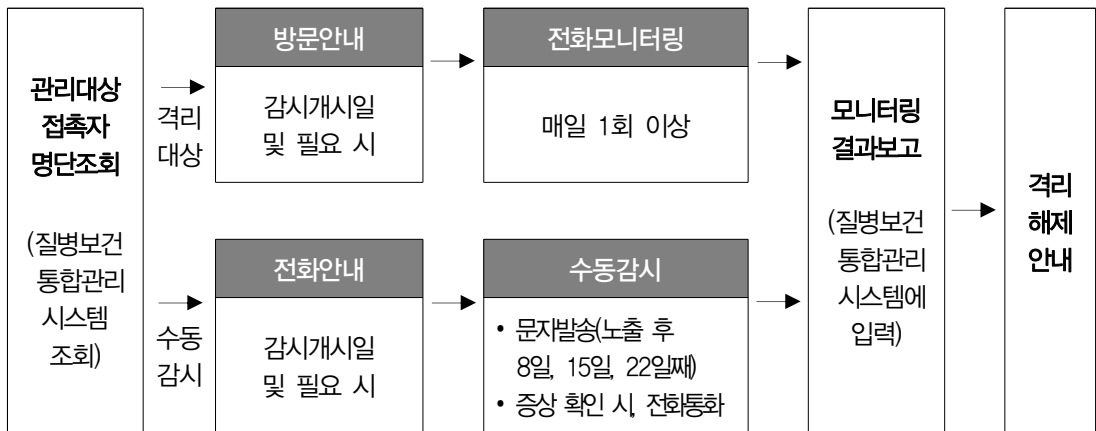 관리대상
접촉자
명단조회
(질병보건
통합관리
시스템
조회)
격리
대상
방문안내
감시개시일
및 필요 시
전화모니터링
매일 1회 이상
수동
감시
전화안내
감시개시일
및 필요 시
수동감시
• 문자발송(노출 후
8일, 15일, 22일째)
• 증상 확인 시, 전화통화
모니터링
결과보고
(질병보건
통합관리
시스템에
입력)
격리
해제
안내